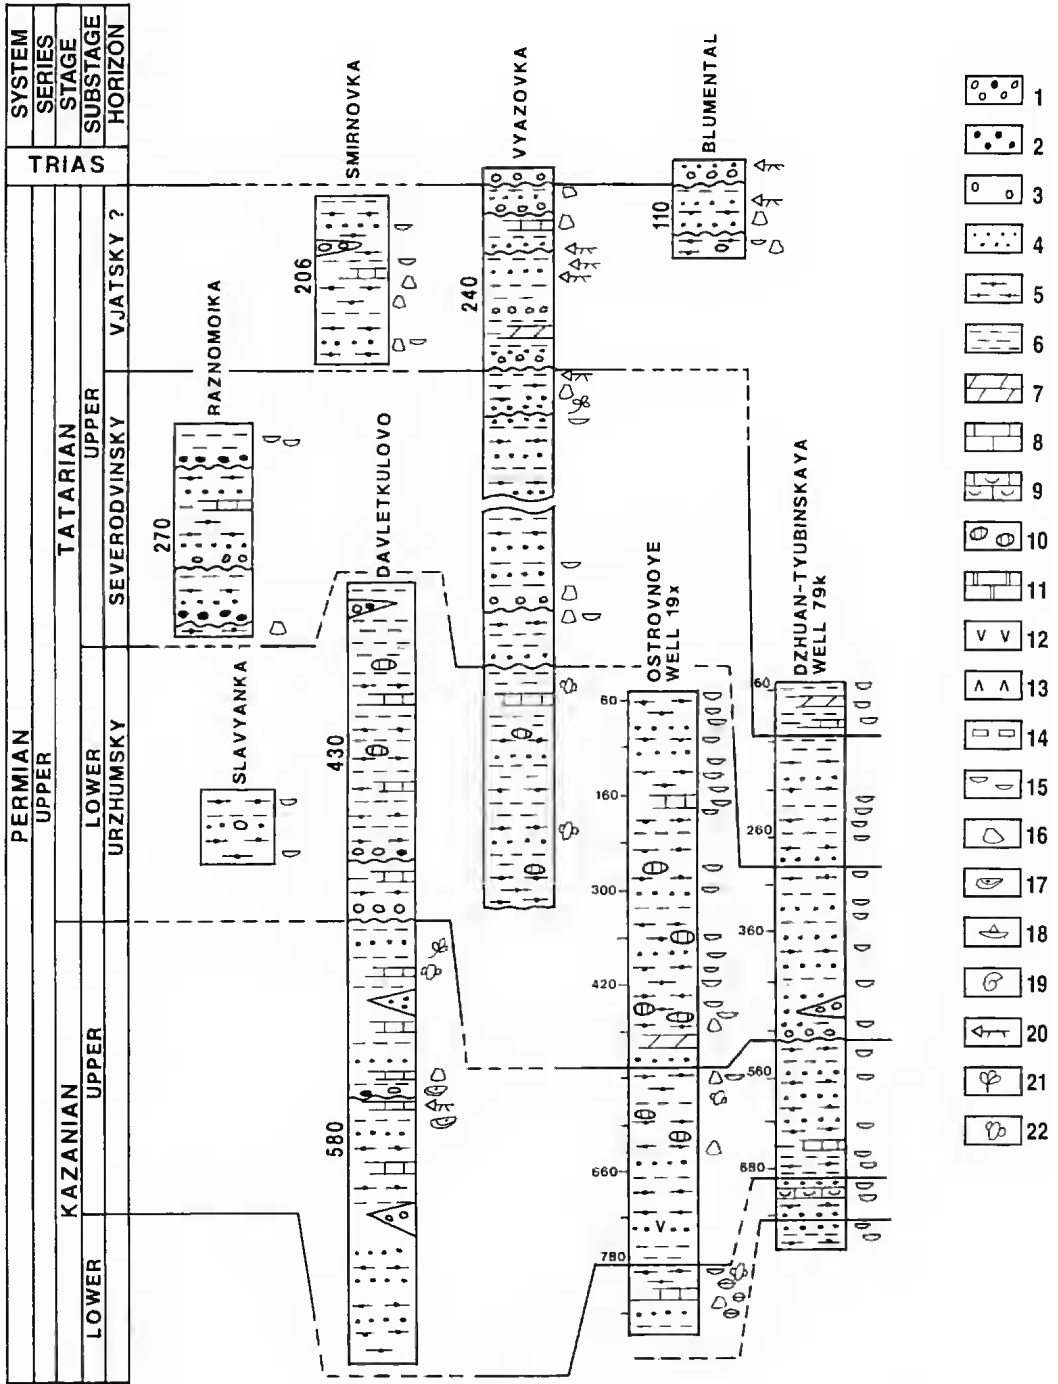 SYSTEM
SERIES
STAGE
SUBSTAGE
HORIZON
TRIAS
PERMIAN
UPPER
TATARIAN
KAZANIAN
UPPER
LOWER
UPPER
LOWER
VJATSKY ?
SEVERODVINSKY
URZHUMSKY
SMIRNOVKA
206
VYAZOVKA
240
BLUMENTAL
110
RAZNOMOIKA
270
DAVLETKULOVO
430
580
SLAVYANKA
OSTROVNOYE
WELL 19x
60
160
300
420
660
780
DZHUAN-TYUBINSKAYA
WELL 79k
60
260
360
560
680
1
2
3
4
5
6
7
8
9
10
11
12
13
14
15
16
17
18
19
20
21
22